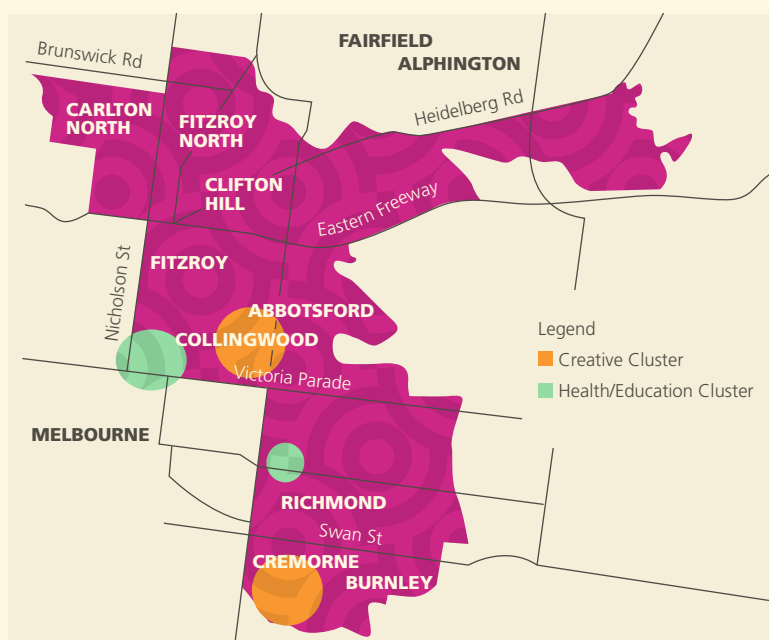 Brunswick Rd
FAIRFIELD
ALPHINGTON
CARLTON
NORTH
FITZROY
NORTH
Heidelberg Rd
CLIFTON
HILL
Eastern Freeway
Nicholson St
FITZROY
ABBOTSFORD
COLLINGWOOD
Victoria Parade
Legend
Creative Cluster
Health/Education Cluster
MELBOURNE
RICHMOND
Swan St
CREMORNE
BURNLEY